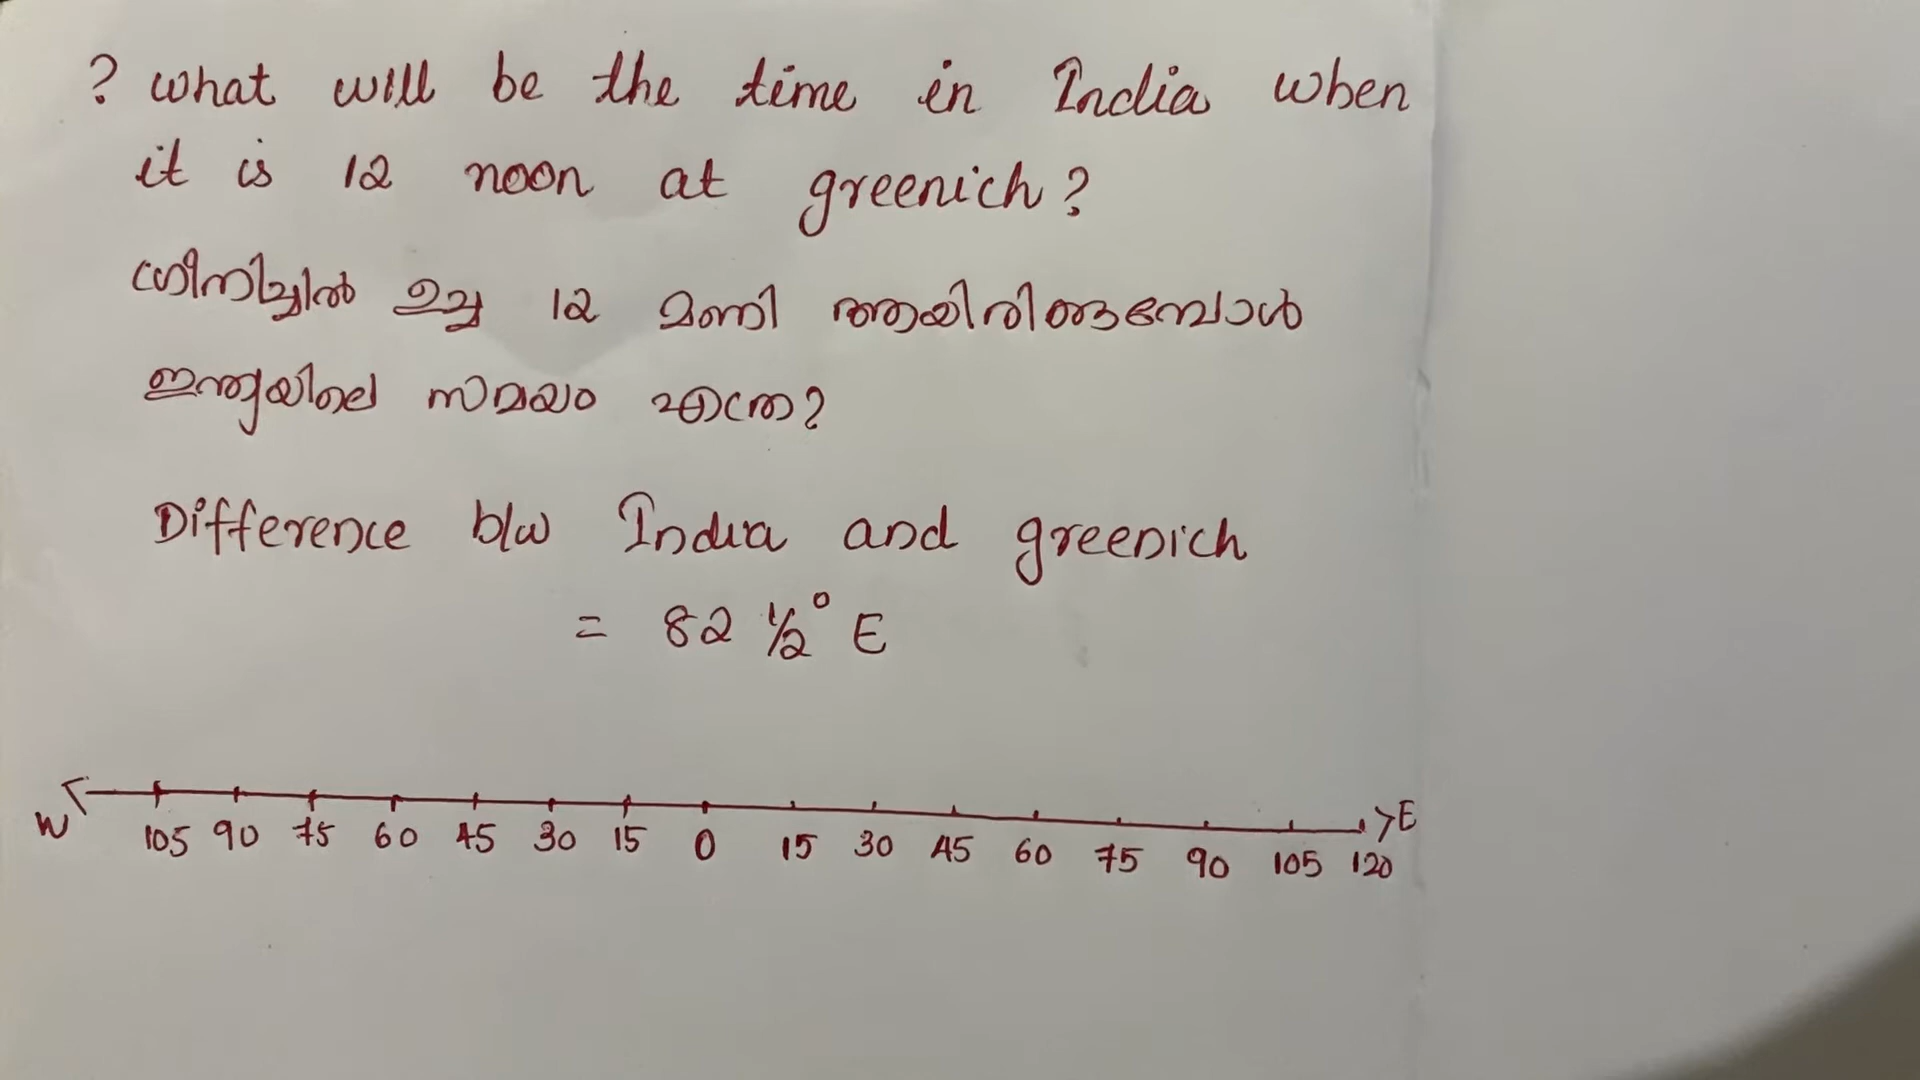 ? what will be the time in India when
it is 12 noon at greenich?
ഗ്രീനിച്ചിൽ ഉച്ച 12 മണി ആയിരിക്കുമ്പോൾ
ഇന്ത്യയിലെ സമയം എത്ര?
Difference b/w India and greenich
= 82 1/2° E
W 105 90 75 60 45 30 15 0 15 30 45 60 75 90 105 120 E